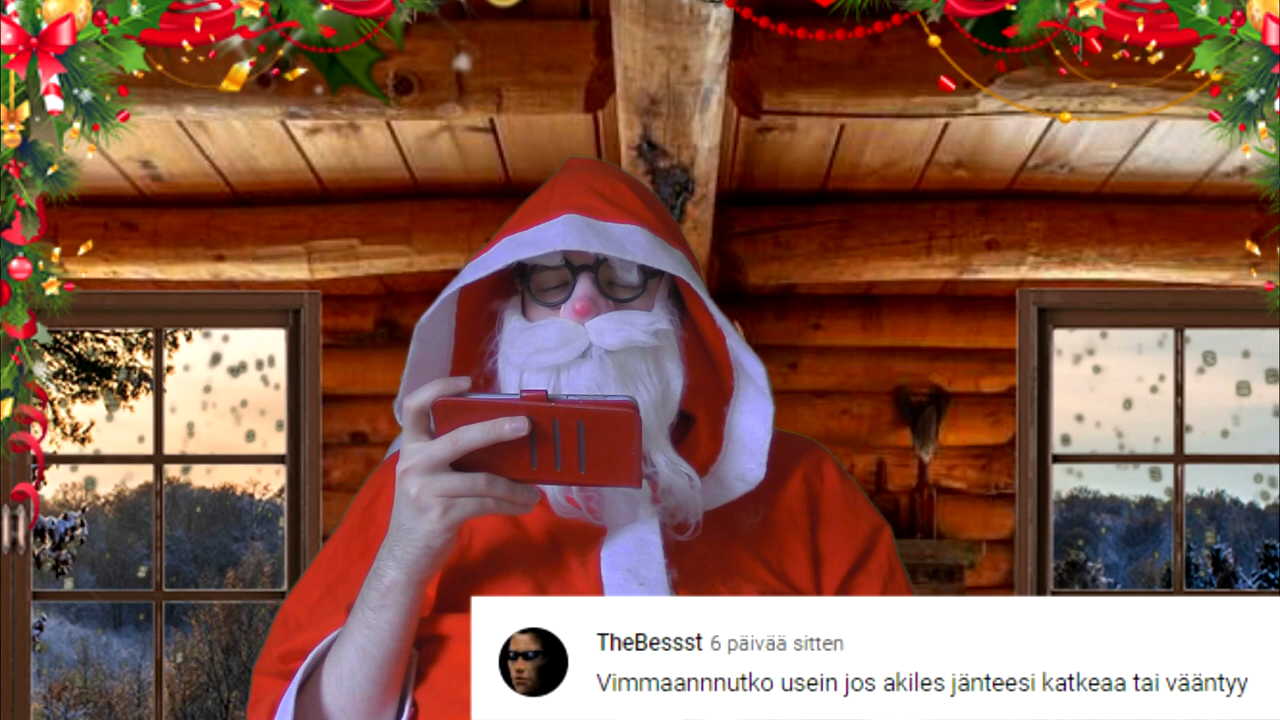 TheBessst 6 päivää sitten
Vimmaannnutko usein jos akiles jänteesi katkeaa tai vääntyy